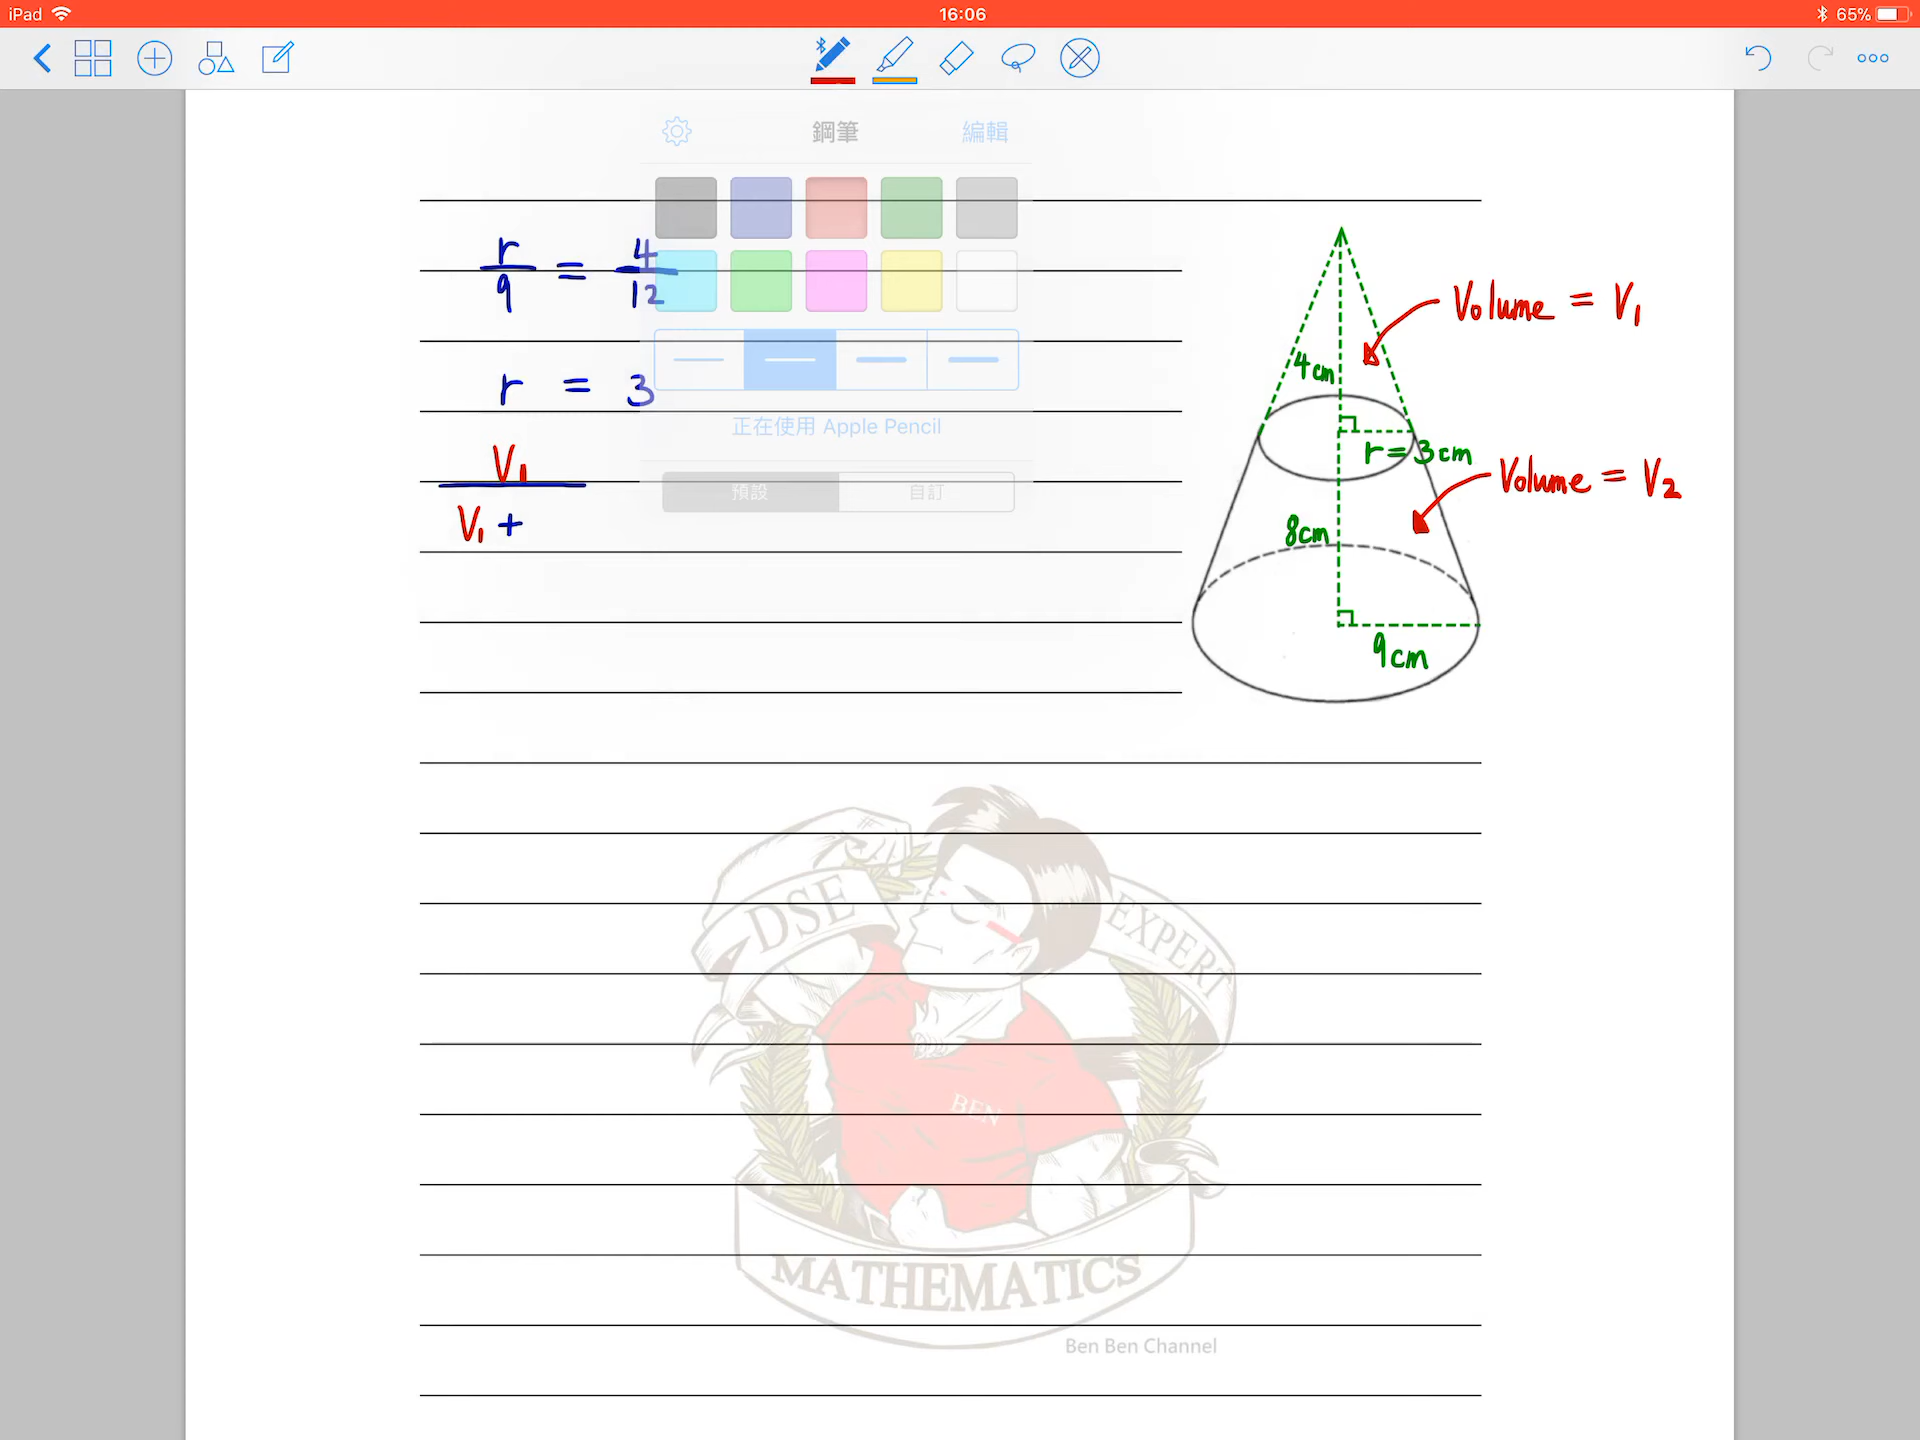 iPad 16:06 65%
鋼筆 編輯
r/9 = 4/12
r = 3
正在使用 Apple Pencil
預設 自訂
V₁/V₁ +
Volume = V₁
4cm
r = 3cm
Volume = V₂
8cm
9cm
DSE EXPERT
BEN
MATHEMATICS
Ben Ben Channel